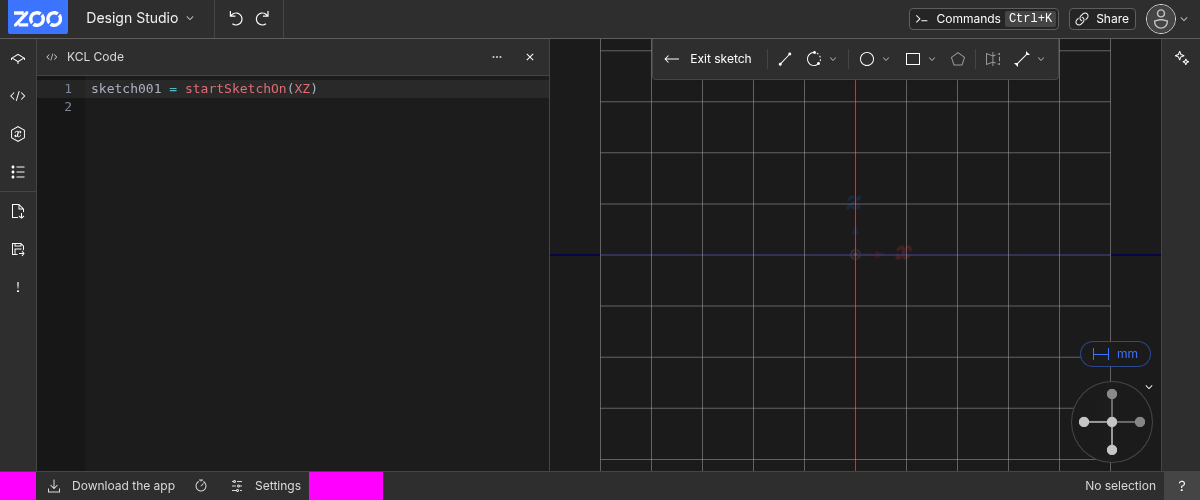 ZOO Design Studio Commands Ctrl+K Share
KCL Code
1 sketch001 = startSketchOn(XZ)
2
Exit sketch
Z
X
mm
Download the app Settings No selection ?